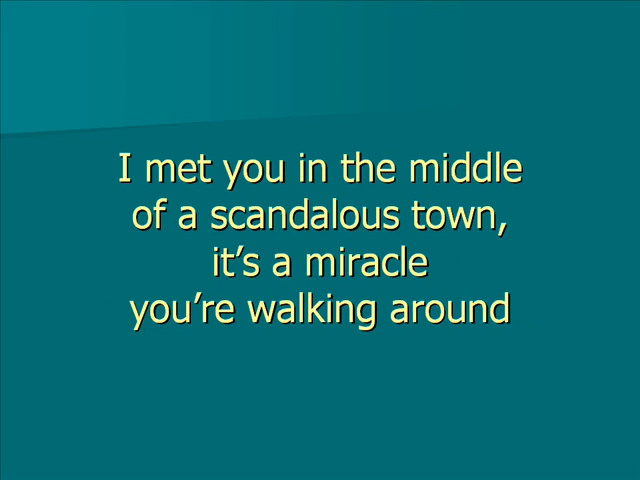 I met you in the middle
of a scandalous town,
it’s a miracle
you’re walking around